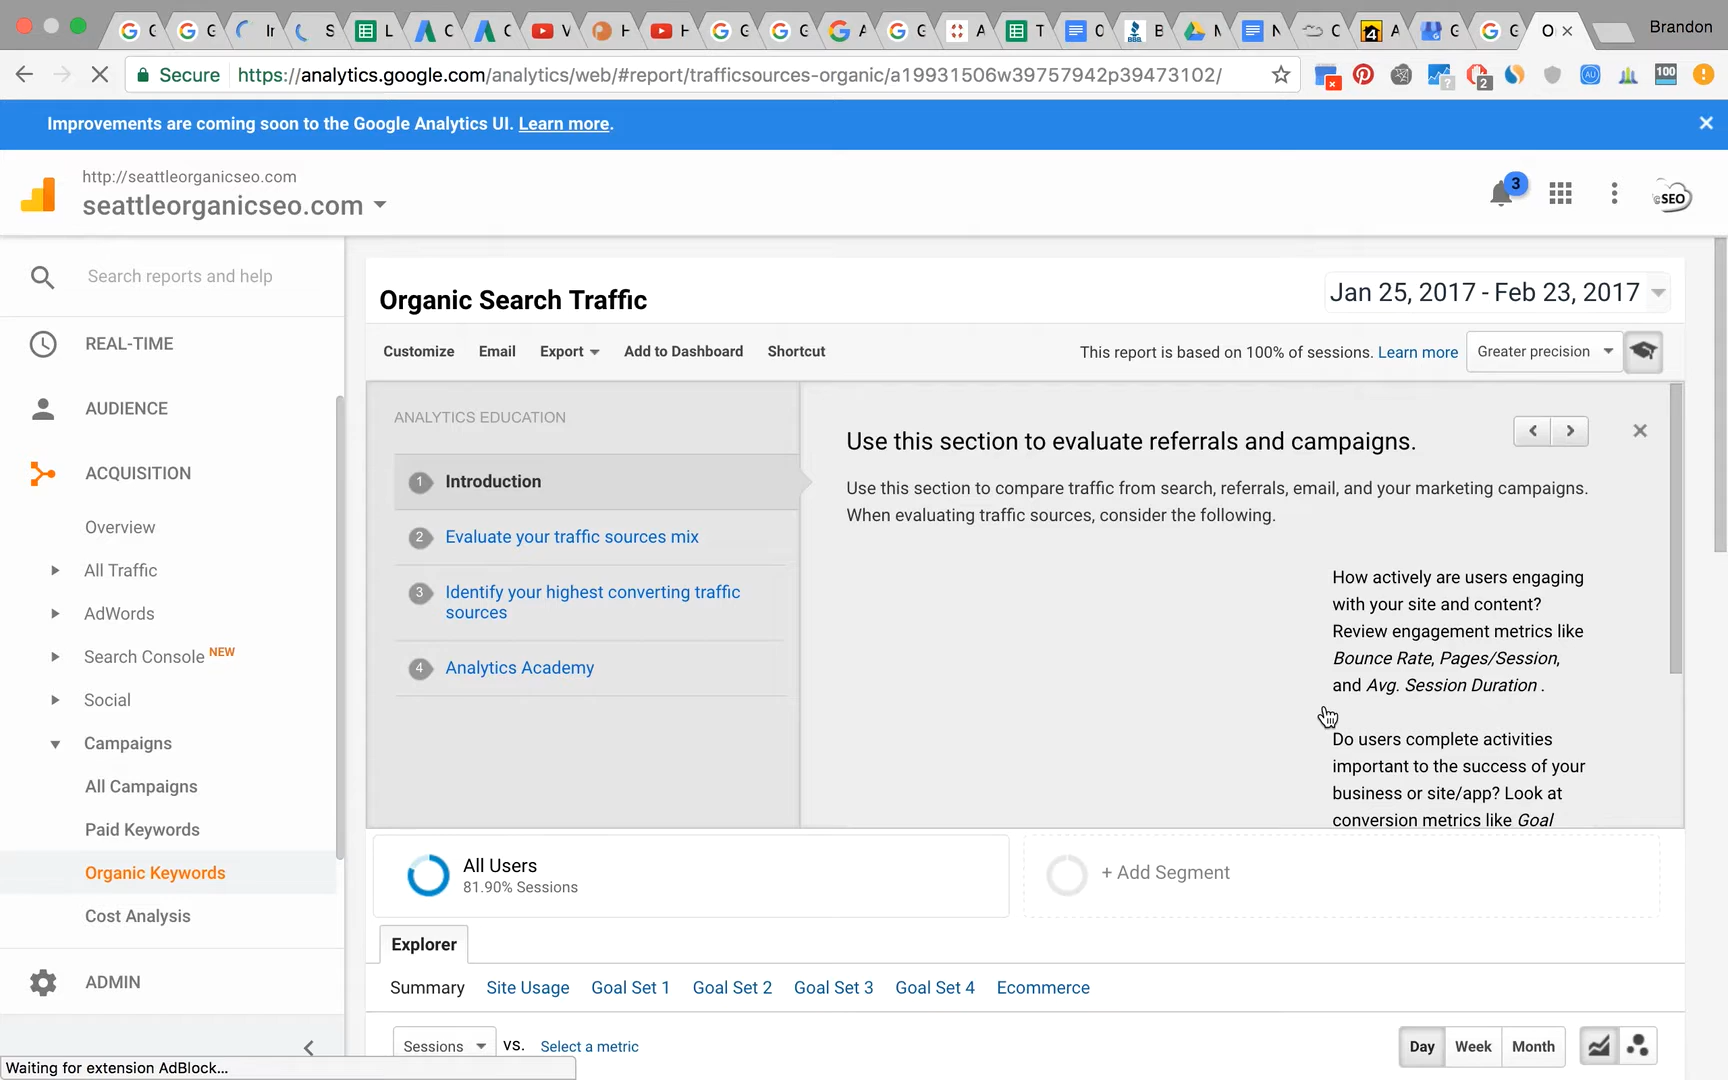 Brandon
Secure https://analytics.google.com/analytics/web/#report/trafficsources-organic/a19931506w39757942p39473102/
Improvements are coming soon to the Google Analytics UI. Learn more.
http://seattleorganicseo.com
seattleorganicseo.com
3
SEO
Search reports and help
REAL-TIME
AUDIENCE
ACQUISITION
Overview
All Traffic
AdWords
Search Console NEW
Social
Campaigns
All Campaigns
Paid Keywords
Organic Keywords
Cost Analysis
ADMIN
Waiting for extension AdBlock...
Organic Search Traffic
Jan 25, 2017 - Feb 23, 2017
Customize Email Export Add to Dashboard Shortcut
This report is based on 100% of sessions. Learn more
Greater precision
ANALYTICS EDUCATION
1 Introduction
2 Evaluate your traffic sources mix
3 Identify your highest converting traffic
sources
4 Analytics Academy
Use this section to evaluate referrals and campaigns.
Use this section to compare traffic from search, referrals, email, and your marketing campaigns.
When evaluating traffic sources, consider the following.
How actively are users engaging
with your site and content?
Review engagement metrics like
Bounce Rate, Pages/Session,
and Avg. Session Duration .
Do users complete activities
important to the success of your
business or site/app? Look at
conversion metrics like Goal
All Users
81.90% Sessions
+ Add Segment
Explorer
Summary Site Usage Goal Set 1 Goal Set 2 Goal Set 3 Goal Set 4 Ecommerce
Sessions VS. Select a metric
Day Week Month